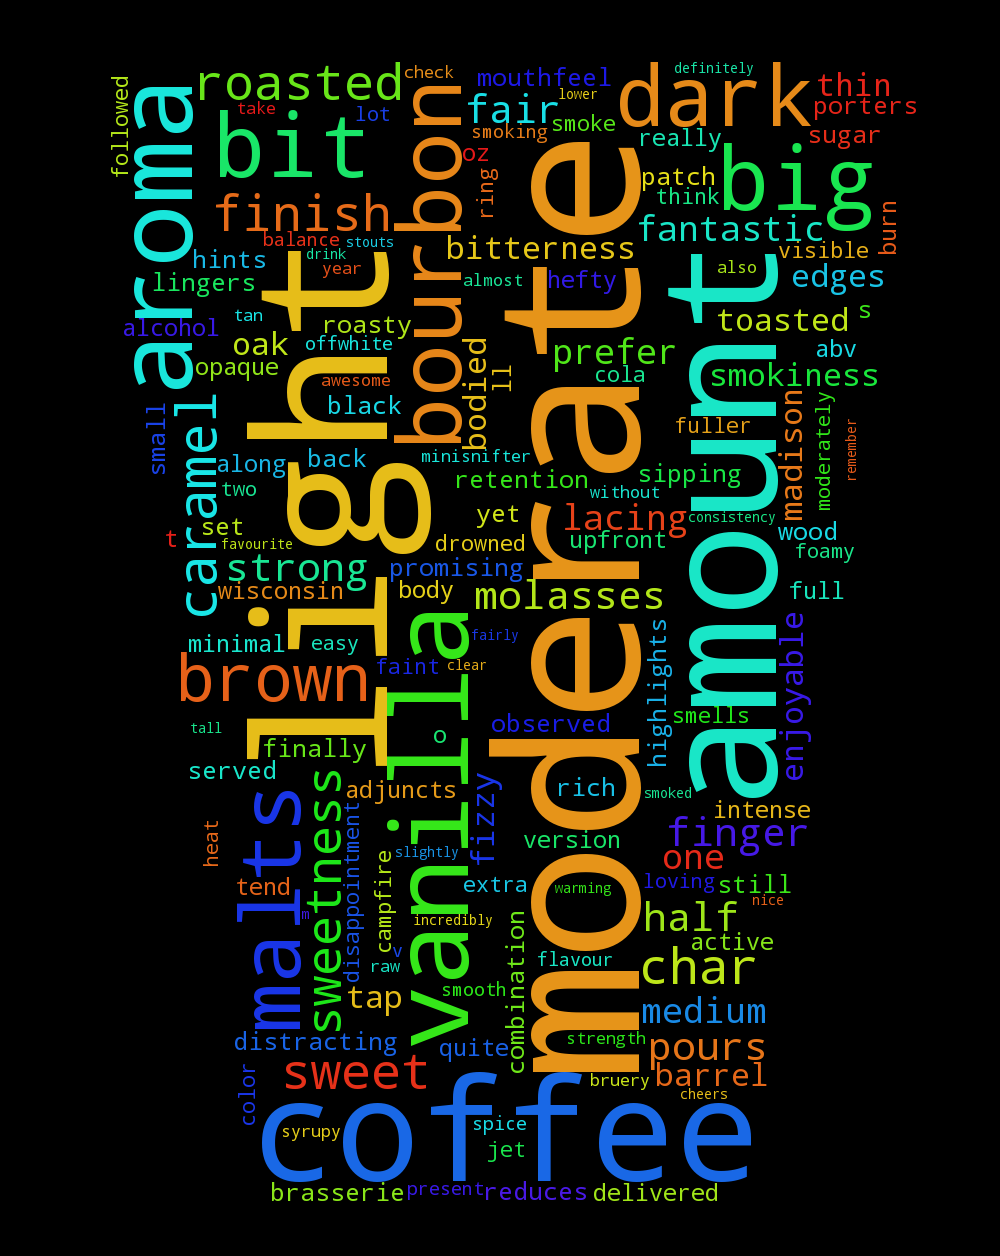 definitely
check
mouthfeel
thin
roasted
dark
followed
aroma
bourbon
lower
fair
porters
take
lot
smoking
smoke
sugar
bit
really
oz
moderate
patch
big
ring
think
finish
fantastic
burn
balance
stouts
bitterness
visible
hints
drink
year
light
also
almost
hefty
edges
lingers
amount
tan
alcohol
roasty
toasted
s
oak
offwhite
prefer
abv
opaque
bodied
ll
cola
smokiness
awesome
caramel
black
small
madison
moderately
remember
fuller
along
back
minisnifter
retention
sipping
two
without
yet
lacing
consistency
set
wood
t
favourite
drowned
upfront
foamy
strong
promising
wisconsin
body
molasses
full
vanilla
minimal
easy
fairly
highlights
enjoyable
brown
faint
clear
smells
tall
o
observed
finally
served
adjuncts
fizzy
rich
smoked
intense
malts
sweetness
disappointment
heat
version
finger
campfire
slightly
one
tend
extra
warming
loving
still
nice
m
incredibly
half
combination
v
active
raw
flavour
char
tap
smooth
medium
distracting
quite
strength
pours
sweet
color
bruery
barrel
cheers
coffee
syrupy
spice
jet
brasserie
present
reduces
delivered